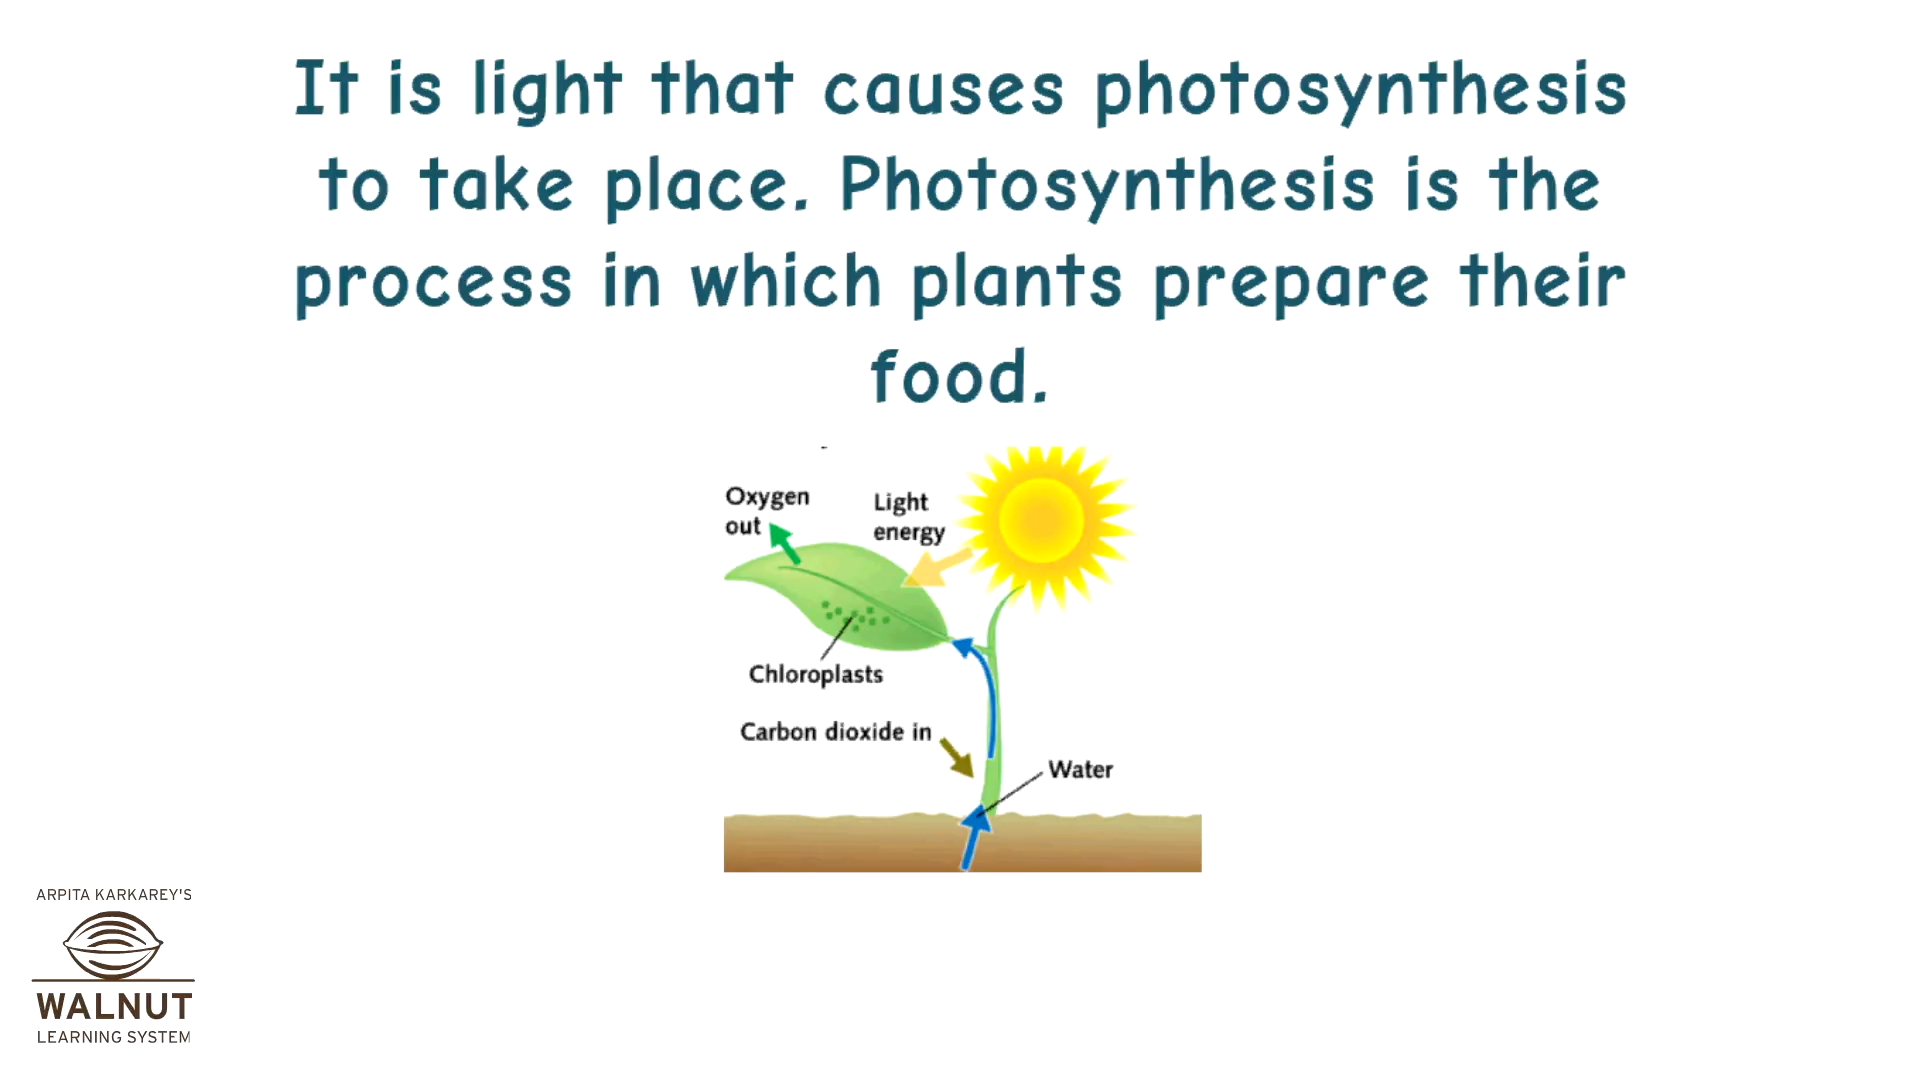 It is light that causes photosynthesis
to take place. Photosynthesis is the
process in which plants prepare their
food.
Oxygen
out
Light
energy
Chloroplasts
Carbon dioxide in
Water
ARPITA KARKAREY'S
WALNUT
LEARNING SYSTEM